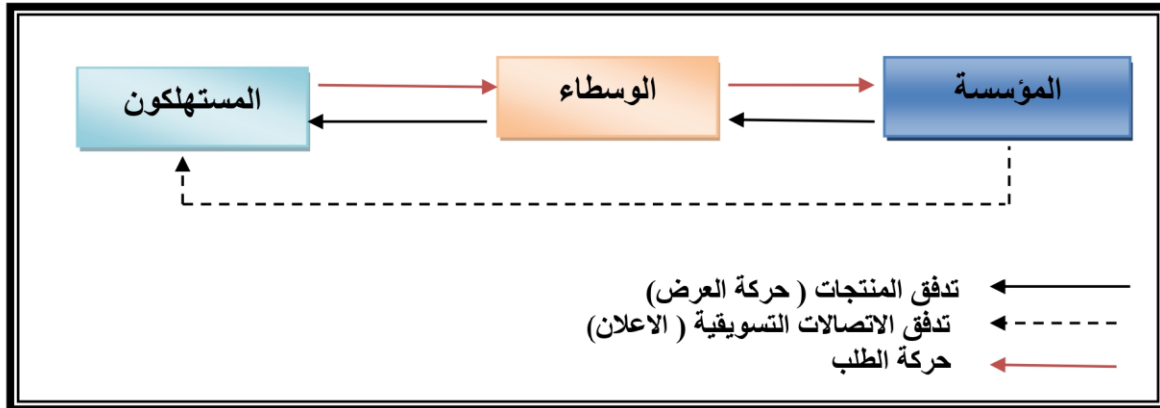 المؤسسة
الوسطاء
المستهلكون
تدفق المنتجات ( حركة العرض)
تدفق الاتصالات التسويقية ( الاعلان)
حركة الطلب